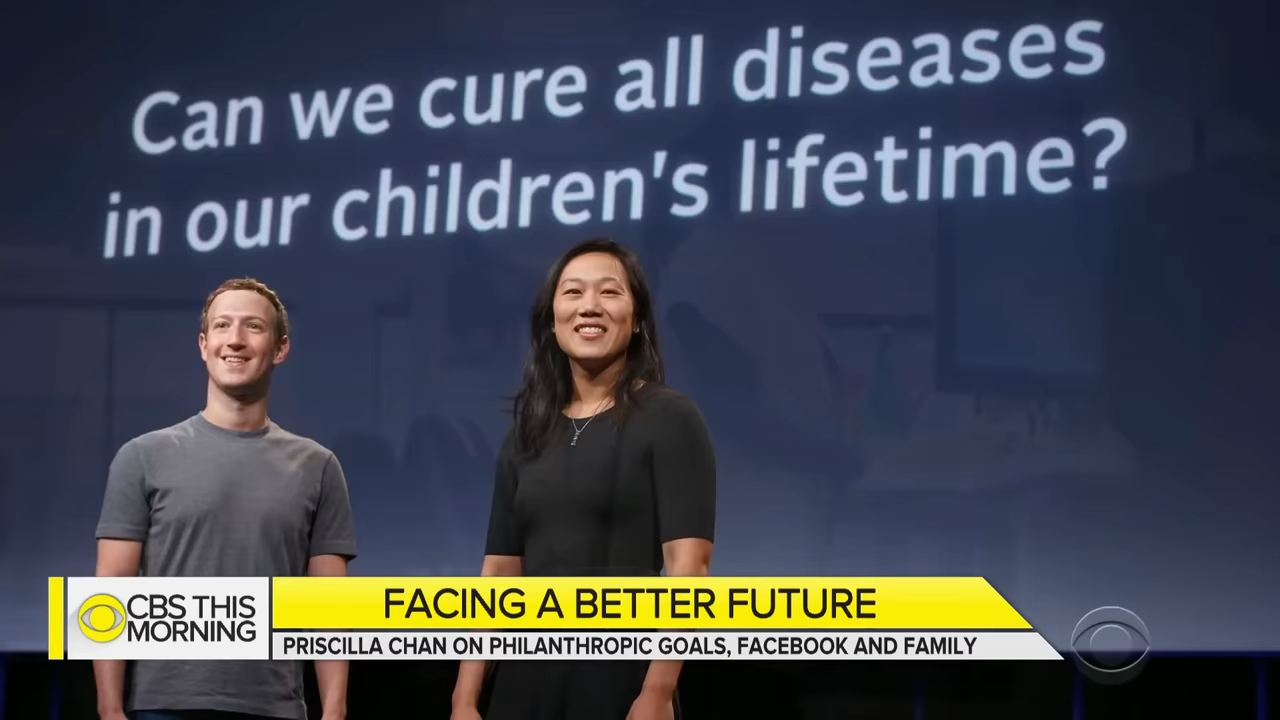 Can we cure all diseases
in our children's lifetime?
FACING A BETTER FUTURE
CBS THIS
MORNING
PRISCILLA CHAN ON PHILANTHROPIC GOALS, FACEBOOK AND FAMILY